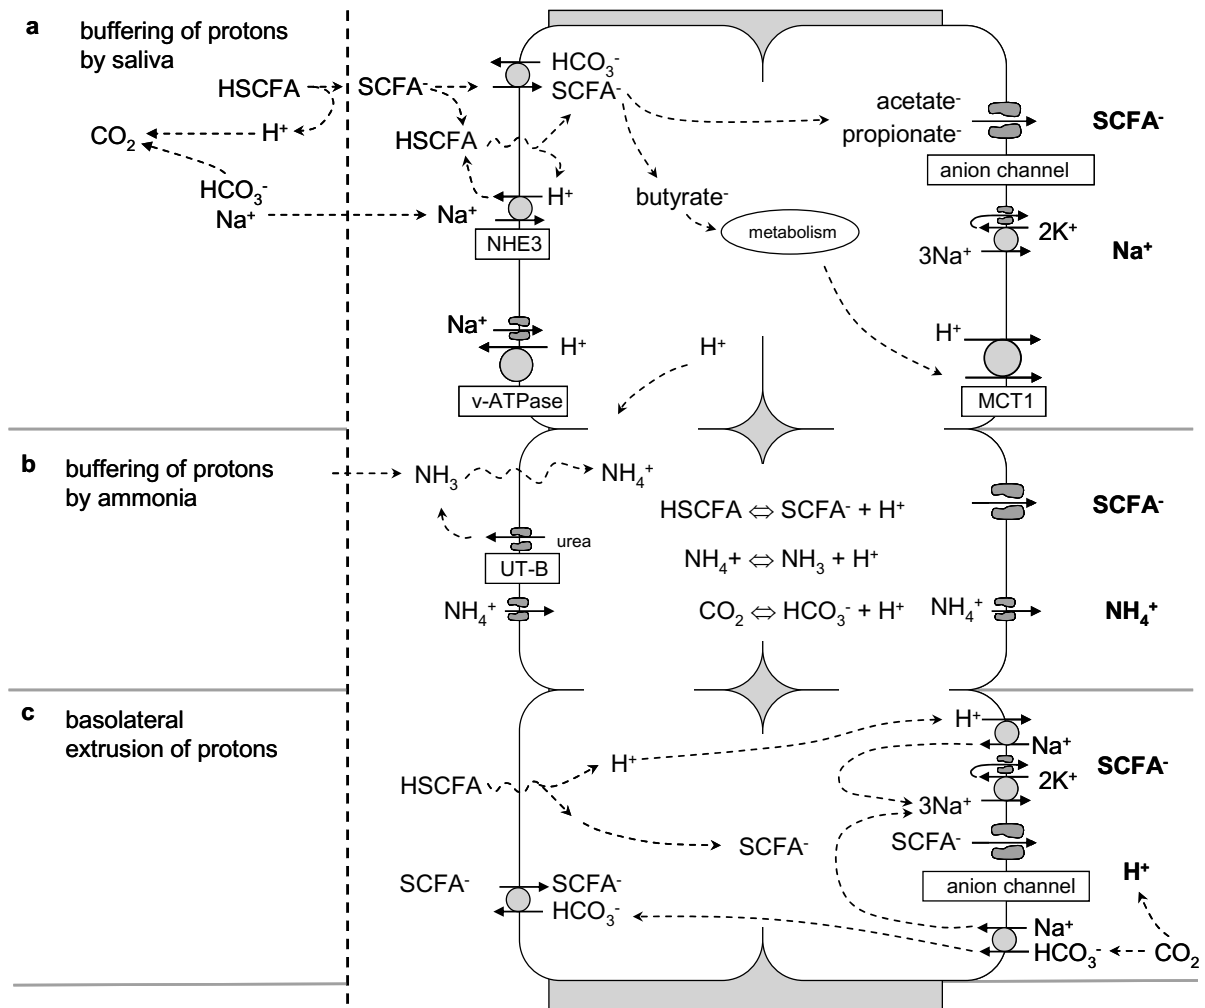 a
buffering of protons
by saliva
HSCFA
SCFA⁻
HCO₃⁻
SCFA⁻
CO₂
H⁺
HSCFA
HCO₃⁻
Na⁺
Na⁺
H⁺
NHE3
butyrate⁻
metabolism
acetate⁻
propionate⁻
SCFA⁻
anion channel
2K⁺
3Na⁺
Na⁺
Na⁺
H⁺
v-ATPase
H⁺
H⁺
MCT1
b
buffering of protons
by ammonia
NH₃
NH₄⁺
urea
UT-B
NH₄⁺
HSCFA ⇔ SCFA⁻ + H⁺
NH₄+ ⇔ NH₃ + H⁺
CO₂ ⇔ HCO₃⁻ + H⁺
SCFA⁻
NH₄⁺
NH₄⁺
c
basolateral
extrusion of protons
HSCFA
H⁺
SCFA⁻
SCFA⁻
SCFA⁻
HCO₃⁻
H⁺
Na⁺
2K⁺
3Na⁺
SCFA⁻
SCFA⁻
anion channel
H⁺
Na⁺
HCO₃⁻
CO₂